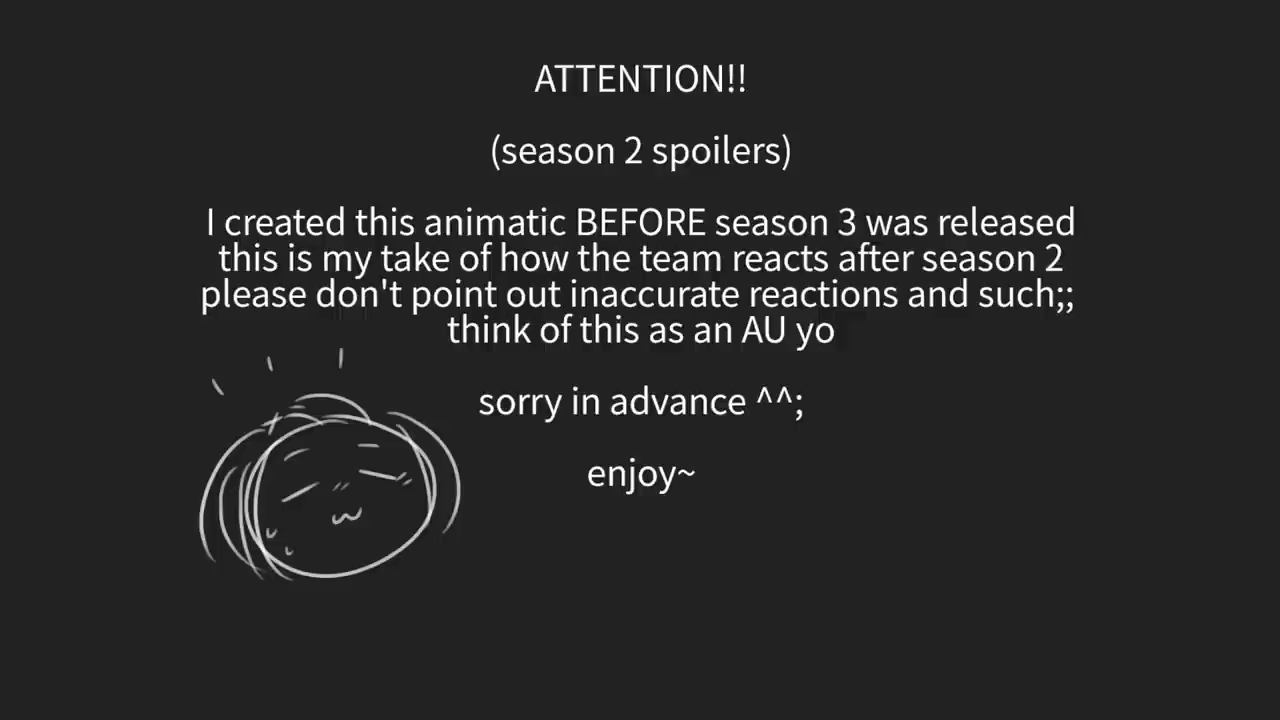 ATTENTION!!
(season 2 spoilers)
I created this animatic BEFORE season 3 was released
this is my take of how the team reacts after season 2
please don't point out inaccurate reactions and such;;
think of this as an AU yo
sorry in advance ^^;
enjoy~